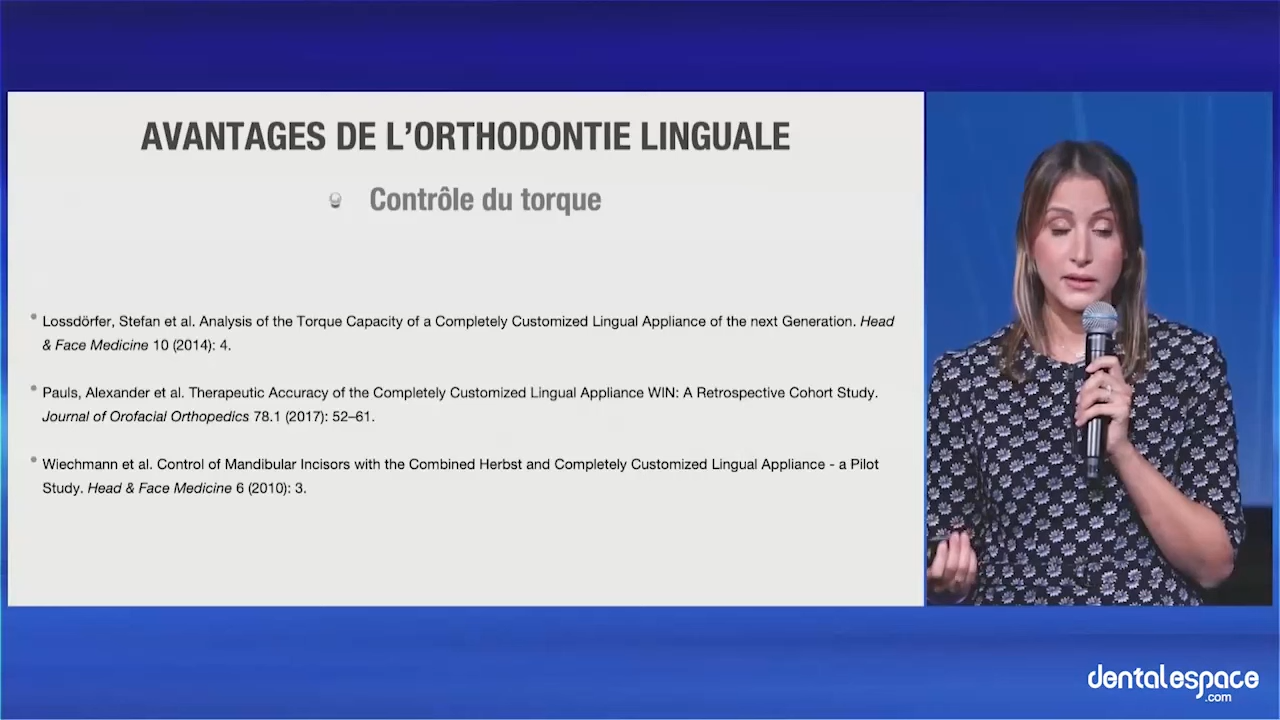 AVANTAGES DE L'ORTHODONTIE LINGUALE
Contrôle du torque
• Lossdörfer, Stefan et al. Analysis of the Torque Capacity of a Completely Customized Lingual Appliance of the next Generation. Head
& Face Medicine 10 (2014): 4.
• Pauls, Alexander et al. Therapeutic Accuracy of the Completely Customized Lingual Appliance WIN: A Retrospective Cohort Study.
Journal of Orofacial Orthopedics 78.1 (2017): 52–61.
• Wiechmann et al. Control of Mandibular Incisors with the Combined Herbst and Completely Customized Lingual Appliance - a Pilot
Study. Head & Face Medicine 6 (2010): 3.
dentalespace
.com